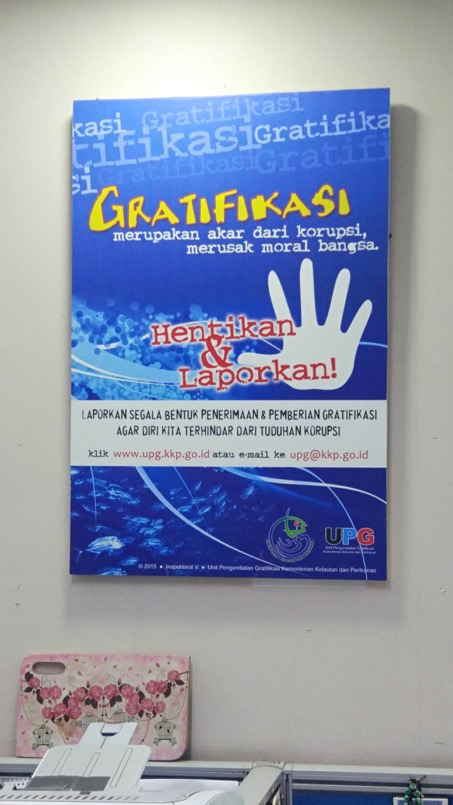 Gratifikasi
kasi
tifikasi
Gratifika
si
Gratifikasi
GRATIFIKASI
merupakan akar dari korupsi,
merusak moral bangsa.
Hentikan
&
Laporkan!
LAPORKAN SEGALA BENTUK PENERIMAAN & PEMBERIAN GRATIFIKASI
AGAR DIRI KITA TERHINDAR DARI TUDUHAN KORUPSI
klik www.upg.kkp.go.id atau e-mail ke upg@kkp.go.id
UPG
Unit Pengendalian Gratifikasi
Kementerian Kelautan dan Perikanan
© 2015 ★ Inspektorat V ★ Unit Pengendalian Gratifikasi Kementerian Kelautan dan Perikanan